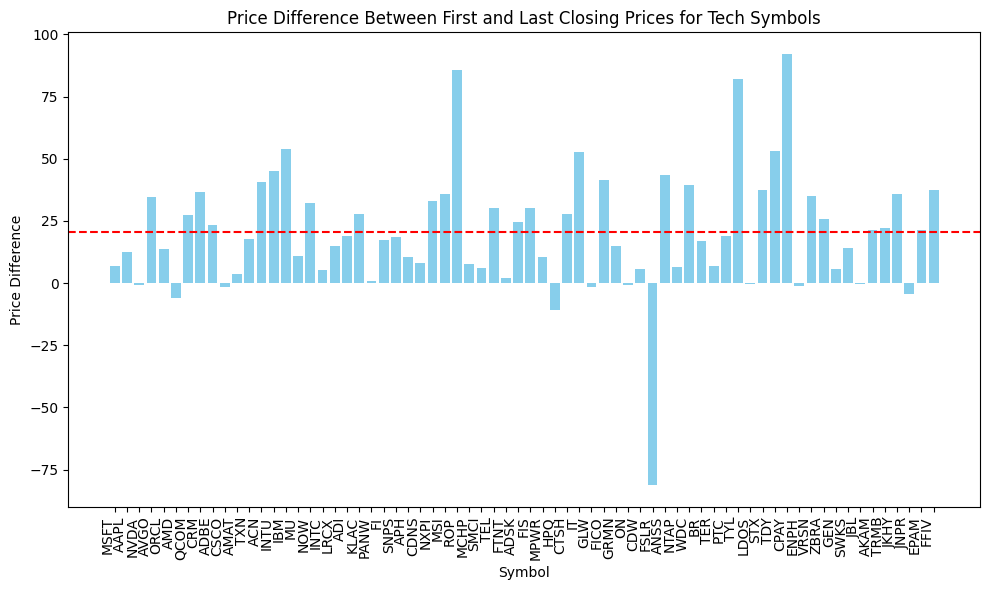 Price Difference Between First and Last Closing Prices for Tech Symbols
100
75
50
25
0
−25
−50
−75
Price Difference
MSFT
AAPL
NVDA
AVGO
ORCL
AMD
QCOM
CRM
ADBE
CSCO
AMAT
TXN
ACN
INTU
IBM
MU
NOW
INTC
LRCX
ADI
KLAC
PANW
FI
SNPS
APH
CDNS
NXPI
MSI
ROP
MCHP
SMCI
TEL
FTNT
ADSK
FIS
MPWR
HPQ
CTSH
IT
GLW
FICO
GRMN
ON
CDW
FSLR
ANSS
NTAP
WDC
BR
TER
PTC
TYL
LDOS
STX
TDY
CPAY
ENPH
VRSN
ZBRA
GEN
SWKS
JBL
AKAM
TRMB
JKHY
JNPR
EPAM
FFIV
Symbol